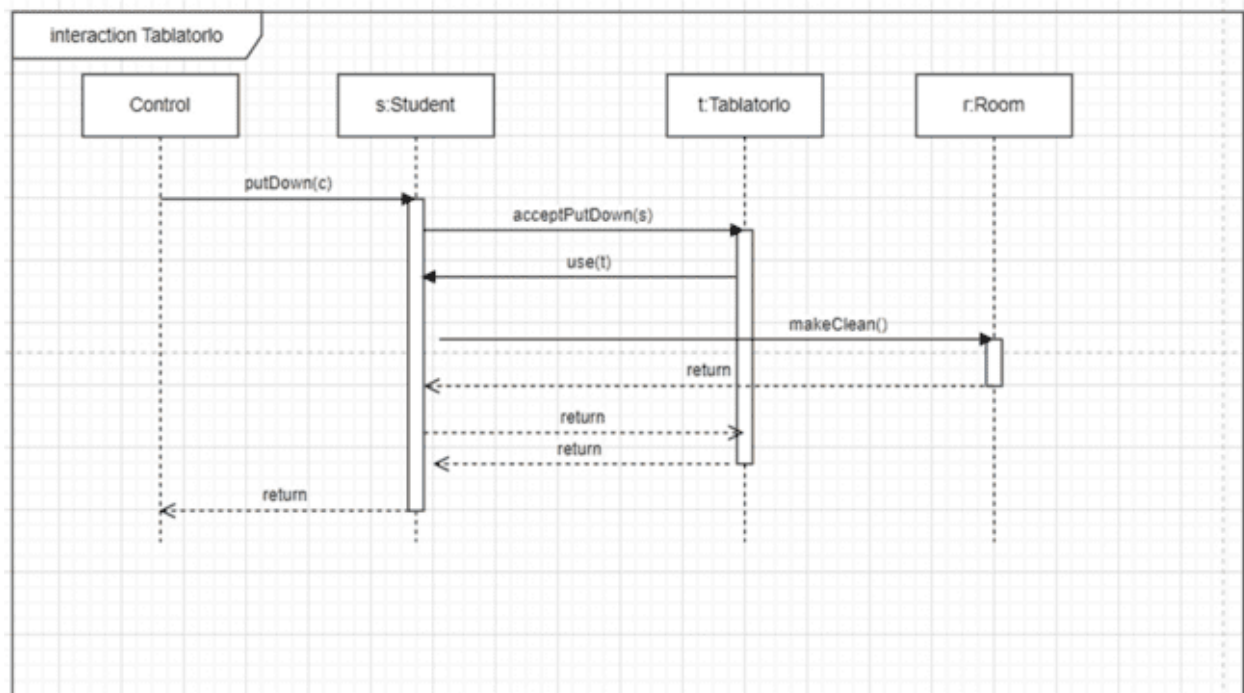 interaction Tablatorlo
Control
s:Student
t:Tablatorlo
r:Room
putDown(c)
acceptPutDown(s)
use(t)
makeClean()
return
return
return
return